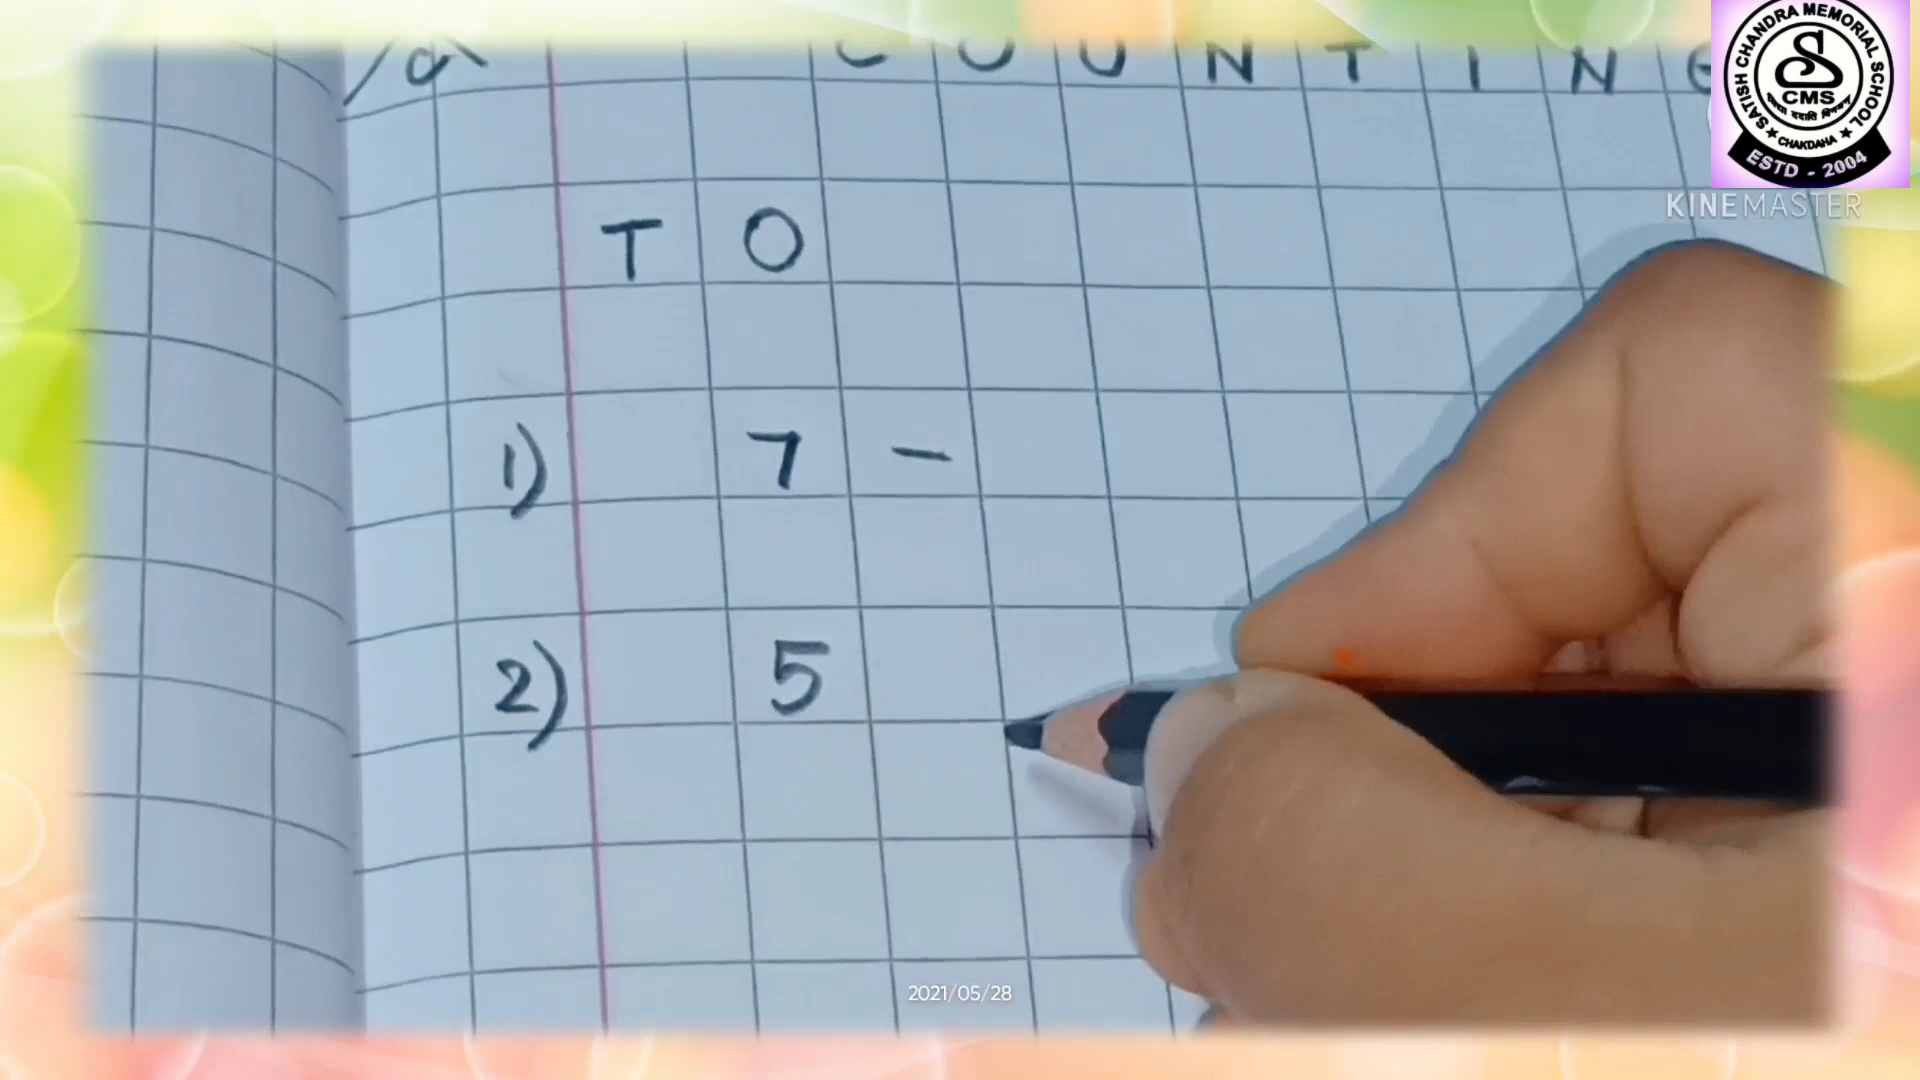 COUNTING
T O
1) 7 -
2) 5
SATISH CHANDRA MEMORIAL SCHOOL
CMS
CHAKDAHA
ESTD - 2004
KINEMASTER
2021/05/28